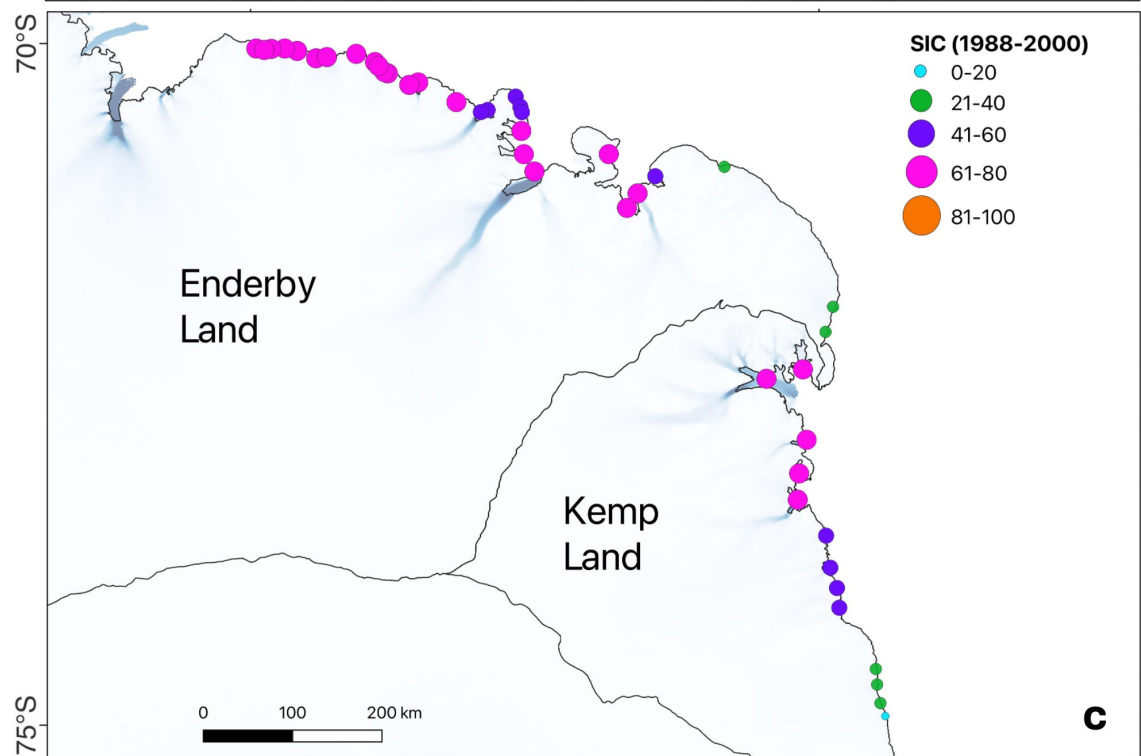 70°S
SIC (1988-2000)
0-20
21-40
41-60
61-80
81-100
Enderby
Land
Kemp
Land
0 100 200 km
75°S
c